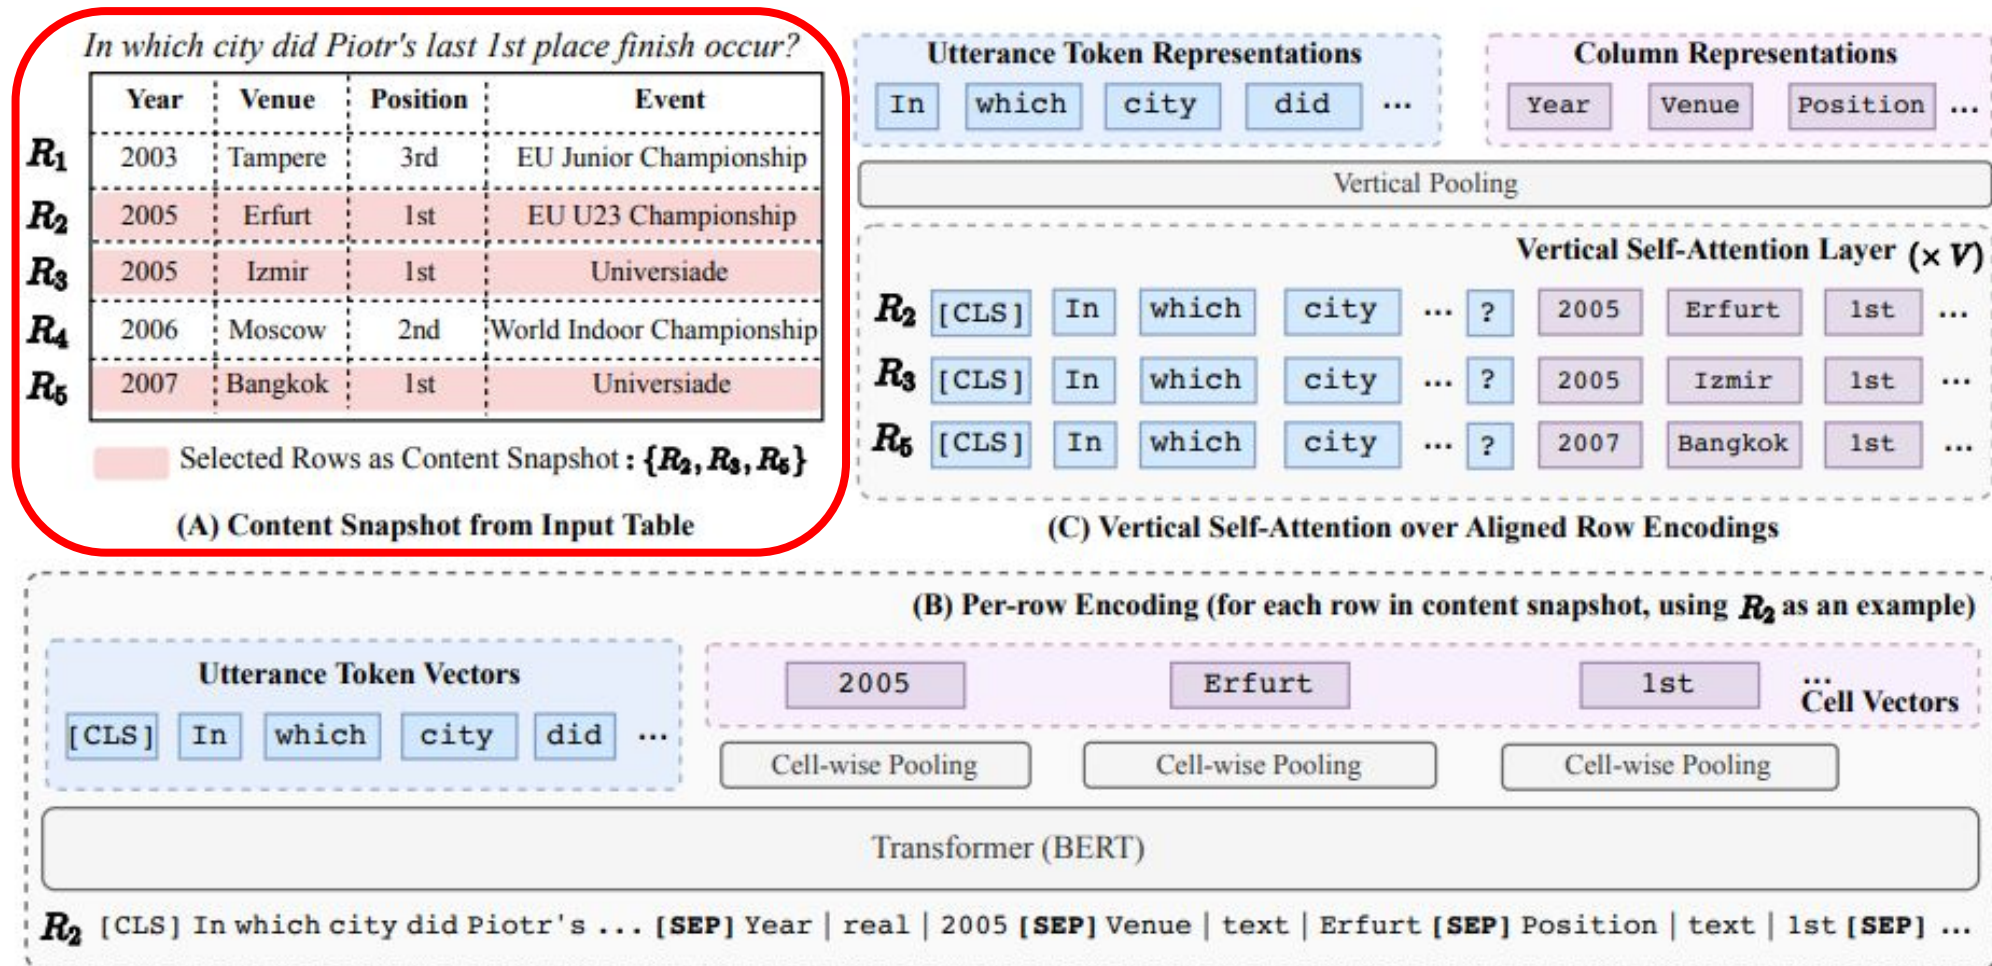 In which city did Piotr's last 1st place finish occur?
Year Venue Position Event
R1 2003 Tampere 3rd EU Junior Championship
R2 2005 Erfurt 1st EU U23 Championship
R3 2005 Izmir 1st Universiade
R4 2006 Moscow 2nd World Indoor Championship
R5 2007 Bangkok 1st Universiade
Selected Rows as Content Snapshot : {R2, R3, R5}
(A) Content Snapshot from Input Table
Utterance Token Representations
In which city did ...
Column Representations
Year Venue Position ...
Vertical Pooling
Vertical Self-Attention Layer (× V)
R2 [CLS] In which city ... ? 2005 Erfurt 1st ...
R3 [CLS] In which city ... ? 2005 Izmir 1st ...
R5 [CLS] In which city ... ? 2007 Bangkok 1st ...
(C) Vertical Self-Attention over Aligned Row Encodings
(B) Per-row Encoding (for each row in content snapshot, using R2 as an example)
Utterance Token Vectors
[CLS] In which city did ...
2005 Erfurt 1st ...
Cell Vectors
Cell-wise Pooling Cell-wise Pooling Cell-wise Pooling
Transformer (BERT)
R2 [CLS] In which city did Piotr's ... [SEP] Year | real | 2005 [SEP] Venue | text | Erfurt [SEP] Position | text | 1st [SEP] ...